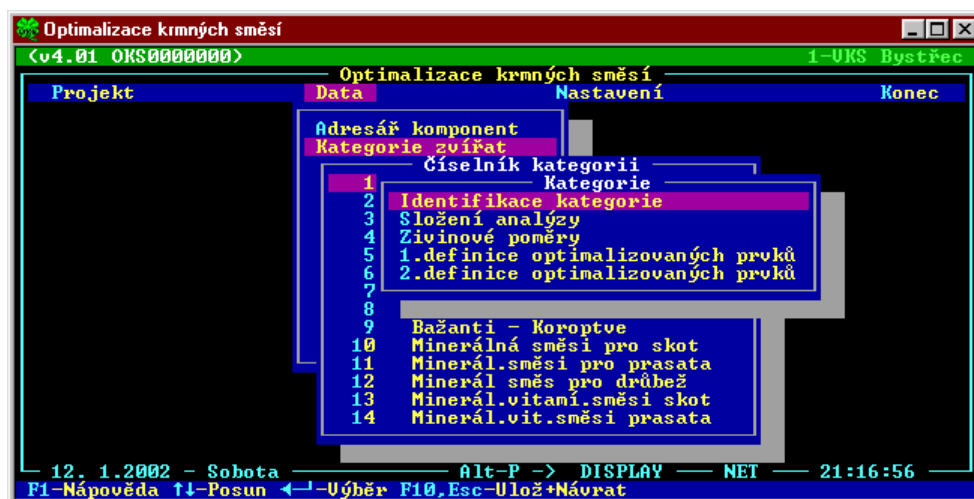 Optimalizace krmných směsí
(v4.01 OKS0000000) 1-VKS Bystřec
Optimalizace krmných směsí
Projekt Data Nastavení Konec
Adresář komponent
Kategorie zvířat
Číselník kategorii
1 Kategorie
2 Identifikace kategorie
3 Složení analýzy
4 Zivinové poměry
5 1.definice optimalizovaných prvků
6 2.definice optimalizovaných prvků
7
8
9 Bažanti - Koroptve
10 Minerálná směsi pro skot
11 Minerál.směsi pro prasata
12 Minerál směs pro drůbež
13 Minerál.vitamí.směsi skot
14 Minerál.vit.směsi prasata
12. 1.2002 - Sobota Alt-P -> DISPLAY NET 21:16:56
F1-Nápověda ↑↓-Posun ◄─┘-Výběr F10,Esc-Ulož+Návrat